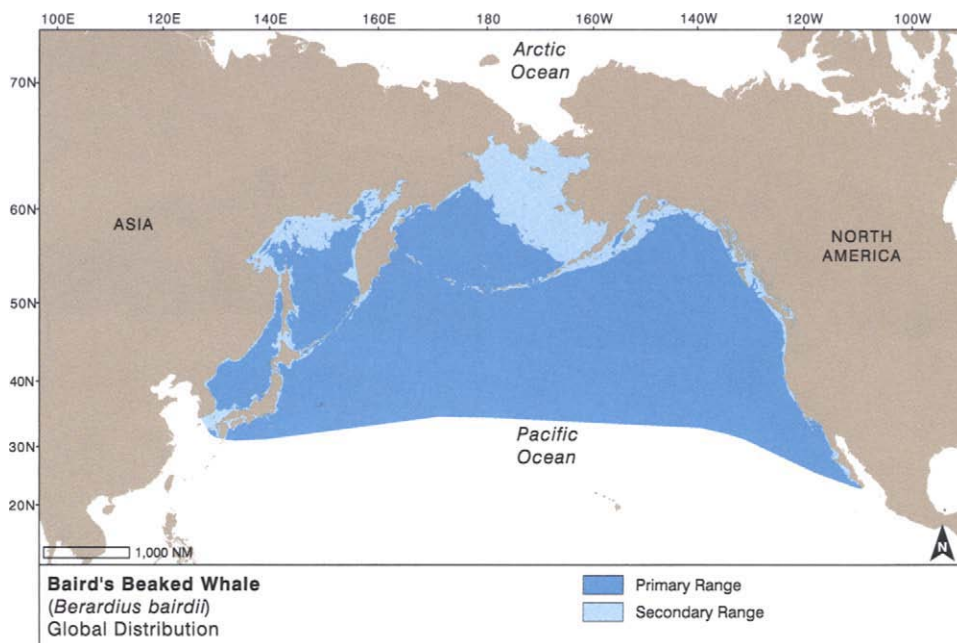 100E 120E 140E 160E 180 160W 140W 120W 100W
Arctic
Ocean
70N
60N
ASIA
NORTH
AMERICA
50N
40N
30N
Pacific
Ocean
20N
1,000 NM
N
Baird's Beaked Whale
(Berardius bairdii)
Global Distribution
Primary Range
Secondary Range